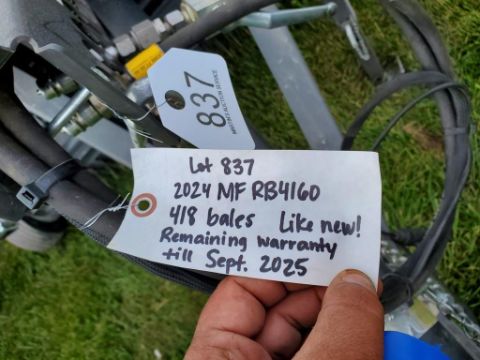 837
Lot 837
2024 MF RB4160
418 bales Like new!
Remaining warranty
till Sept. 2025